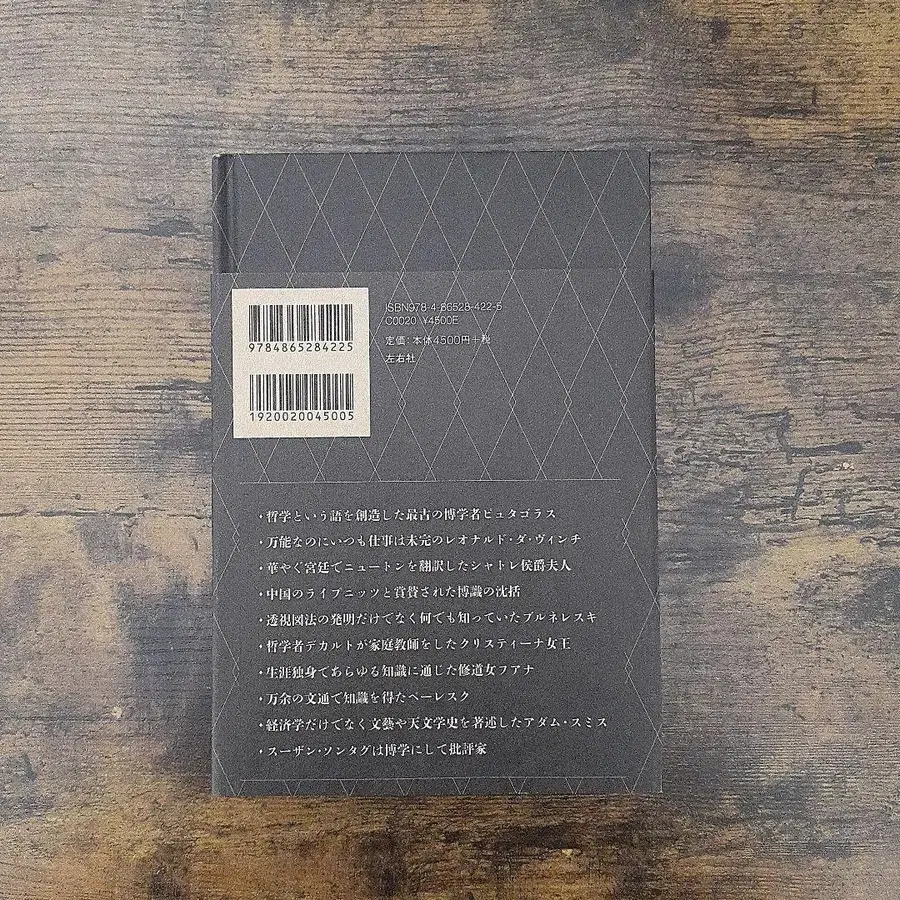 9784865284225
1920020045005
ISBN978-4-86528-422-5
C0020 ¥4500E
定価：本体4500円+税
左右社
・哲学という語を創造した最古の博学者ピュタゴラス
・万能なのにいつも仕事は未完のレオナルド・ダ・ヴィンチ
・華やぐ宮廷でニュートンを翻訳したシャトレ侯爵夫人
・中国のライプニッツと賞賛された博識の沈括
・透視図法の発明だけでなく何でも知っていたブルネレスキ
・哲学者デカルトが家庭教師をしたクリスティーナ女王
・生涯独身であらゆる知識に通じた修道女フアナ
・万余の文通で知識を得たペーレスク
・経済学だけでなく文藝や天文学史を著述したアダム・スミス
・スーザン・ソンタグは博学にして批評家